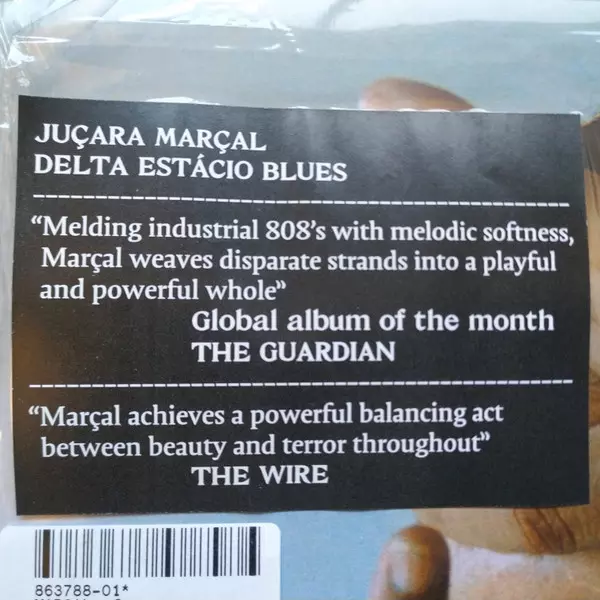 JUÇARA MARÇAL
DELTA ESTÁCIO BLUES
“Melding industrial 808’s with melodic softness,
Marçal weaves disparate strands into a playful
and powerful whole”
Global album of the month
THE GUARDIAN
“Marçal achieves a powerful balancing act
between beauty and terror throughout”
THE WIRE
863788-01*